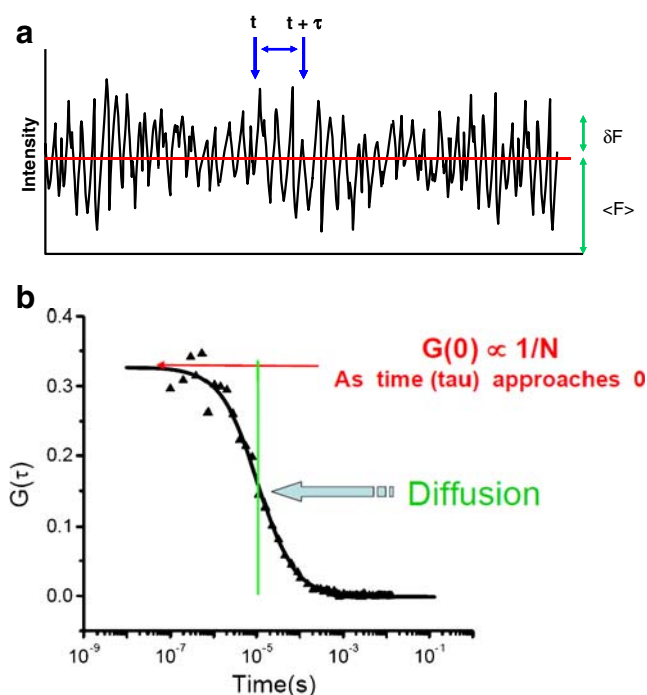 a
t t + τ
Intensity
δF
<F>
b
G(τ)
0.4
0.3
0.2
0.1
0.0
G(0) ∝ 1/N
As time (tau) approaches 0
Diffusion
10⁻⁹ 10⁻⁷ 10⁻⁵ 10⁻³ 10⁻¹
Time(s)